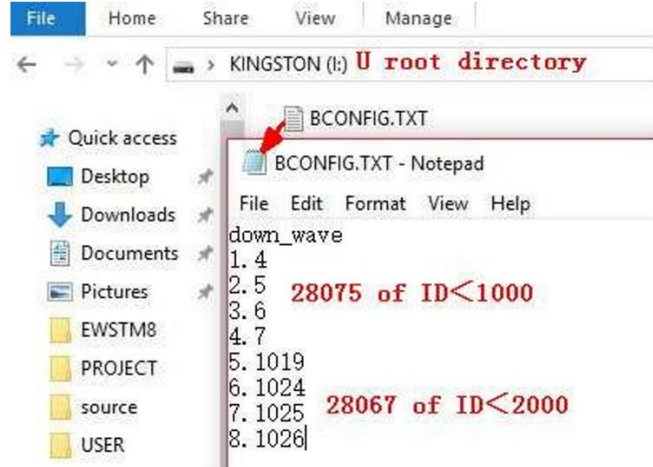 File Home Share View Manage
KINGSTON (I:) U root directory
Quick access
Desktop
Downloads
Documents
Pictures
EWSTM8
PROJECT
source
USER
BCONFIG.TXT
BCONFIG.TXT - Notepad
File Edit Format View Help
down_wave
1. 4
2. 5
3. 6
4. 7
28075 of ID<1000
5. 1019
6. 1024
7. 1025
8. 1026
28067 of ID<2000